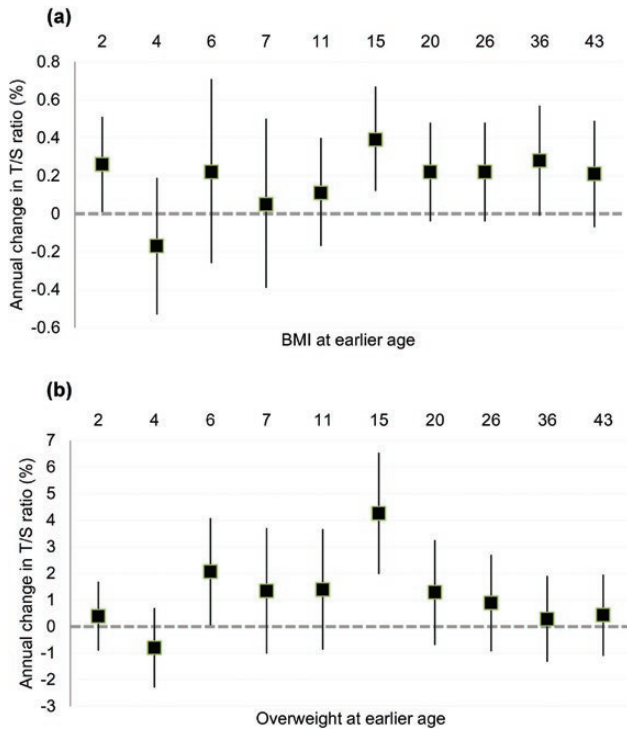 (a)
2 4 6 7 11 15 20 26 36 43
0.8
0.6
0.4
0.2
0
-0.2
-0.4
-0.6
Annual change in T/S ratio (%)
BMI at earlier age
(b)
2 4 6 7 11 15 20 26 36 43
7
6
5
4
3
2
1
0
-1
-2
-3
Annual change in T/S ratio (%)
Overweight at earlier age